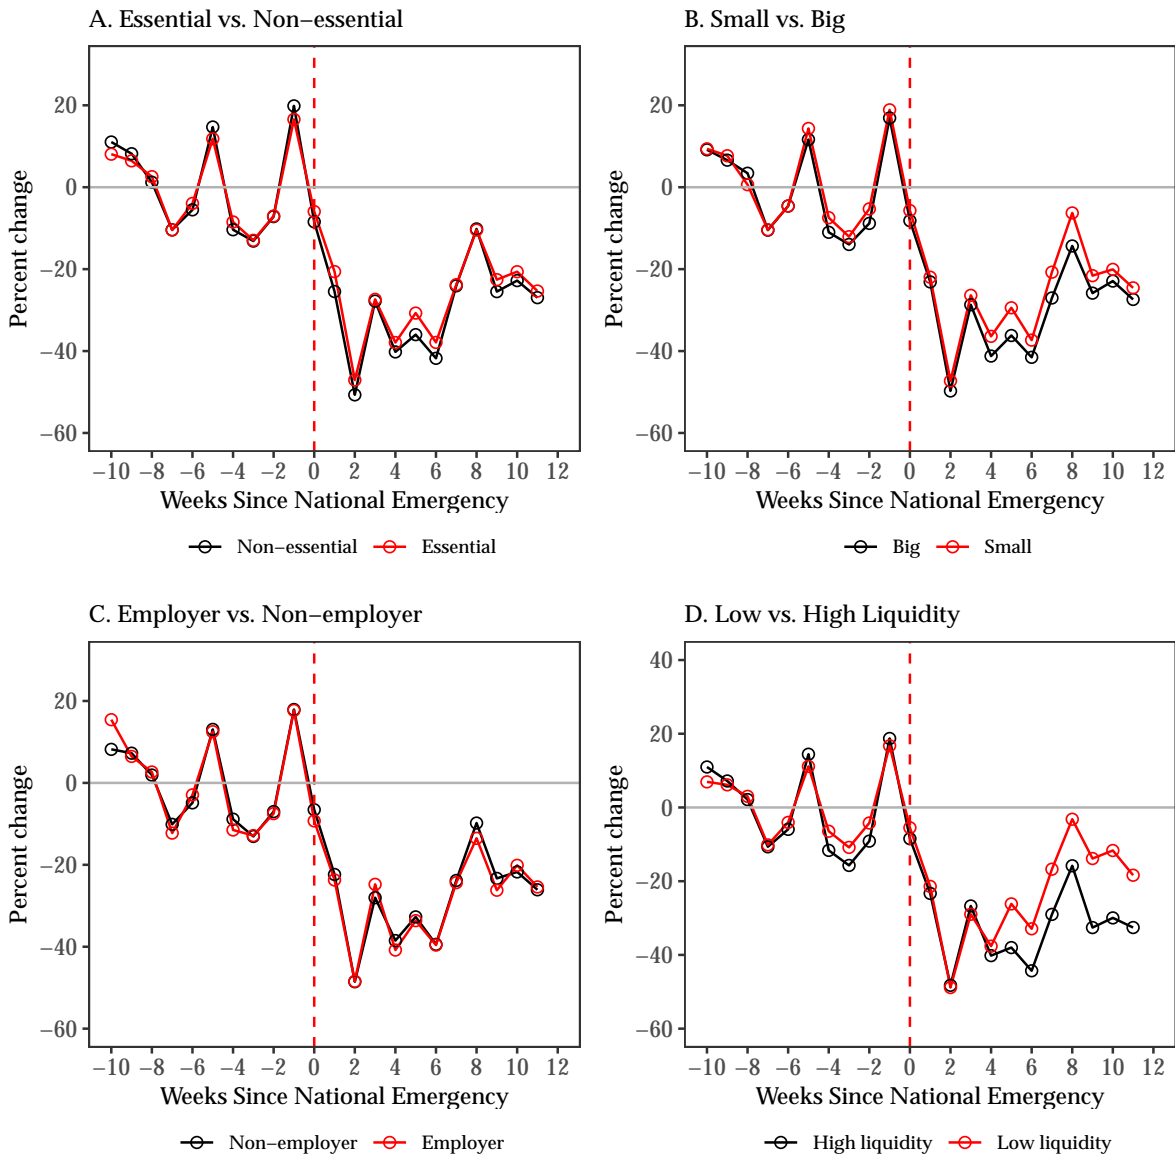 A. Essential vs. Non−essential
Percent change
20
0
−20
−40
−60
−10 −8 −6 −4 −2 0 2 4 6 8 10 12
Weeks Since National Emergency
Non−essential Essential
B. Small vs. Big
Percent change
20
0
−20
−40
−60
−10 −8 −6 −4 −2 0 2 4 6 8 10 12
Weeks Since National Emergency
Big Small
C. Employer vs. Non−employer
Percent change
20
0
−20
−40
−60
−10 −8 −6 −4 −2 0 2 4 6 8 10 12
Weeks Since National Emergency
Non−employer Employer
D. Low vs. High Liquidity
Percent change
40
20
0
−20
−40
−60
−10 −8 −6 −4 −2 0 2 4 6 8 10 12
Weeks Since National Emergency
High liquidity Low liquidity